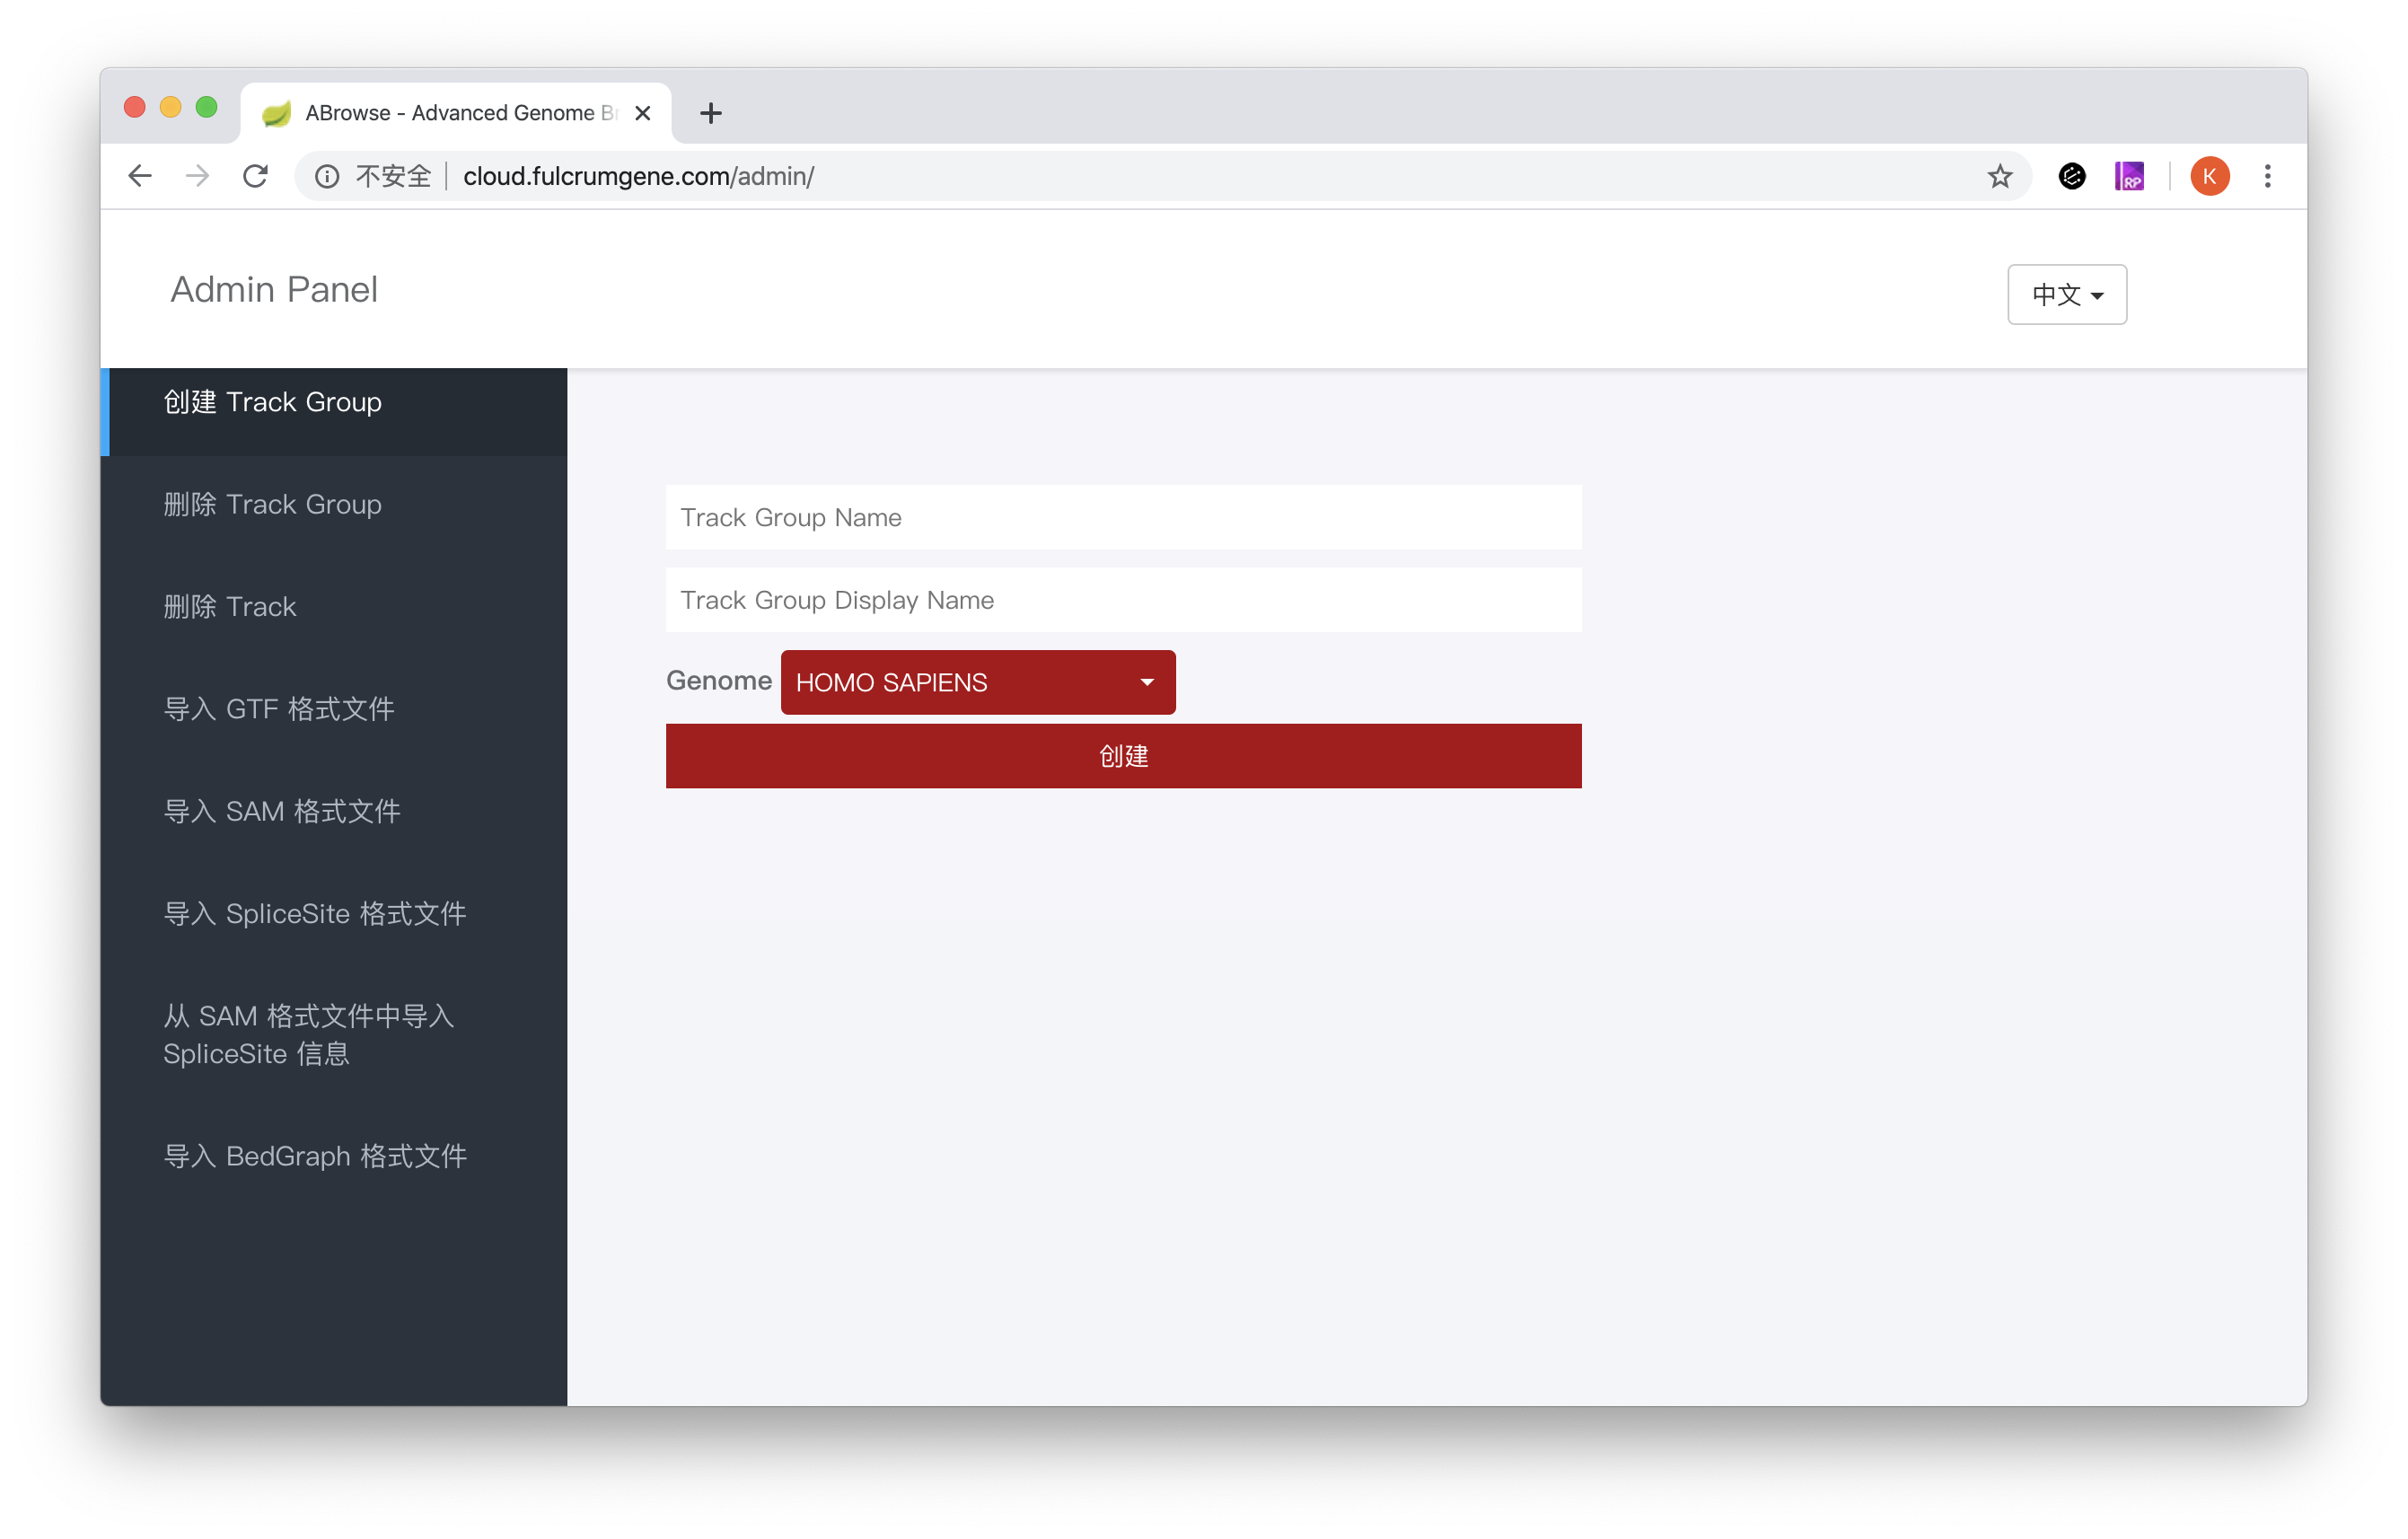 ABrowse - Advanced Genome
不安全 cloud.fulcrumgene.com/admin/
RP
K
Admin Panel
中文
创建 Track Group
删除 Track Group
删除 Track
导入 GTF 格式文件
导入 SAM 格式文件
导入 SpliceSite 格式文件
从 SAM 格式文件中导入
SpliceSite 信息
导入 BedGraph 格式文件
Track Group Name
Track Group Display Name
Genome HOMO SAPIENS
创建